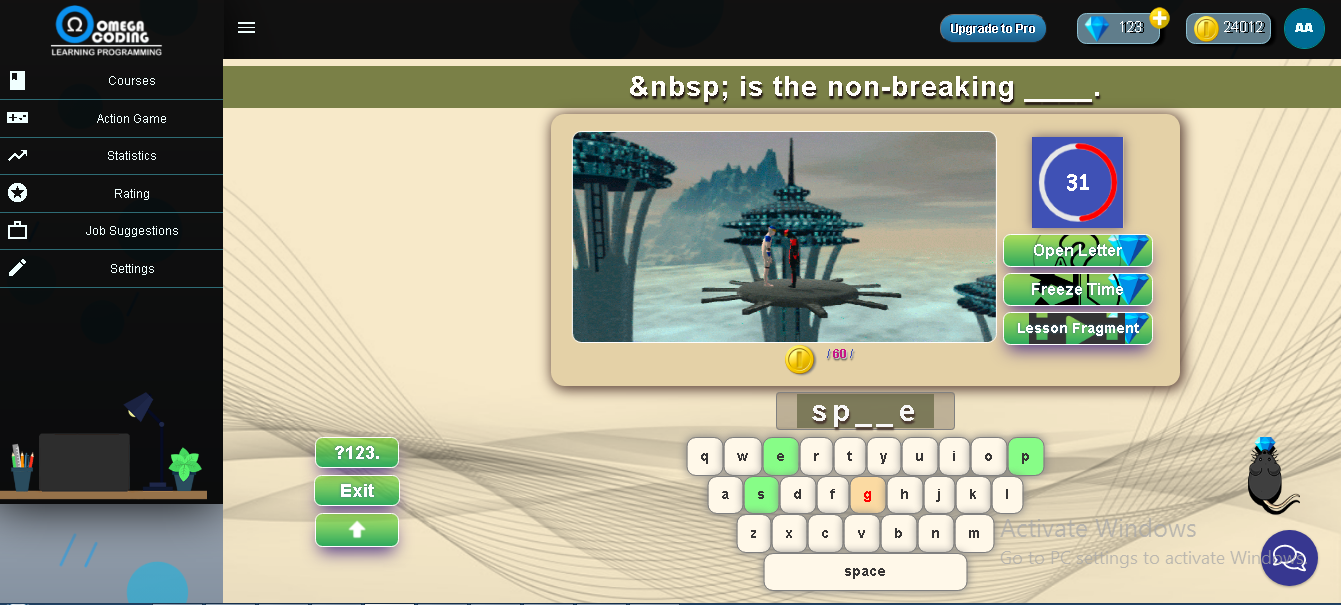 OMEGA
CODING
LEARNING PROGRAMMING
Upgrade to Pro
123
24012
AA
Courses
Action Game
Statistics
Rating
Job Suggestions
Settings
&nbsp; is the non-breaking ____.
31
Open Letter
Freeze Time
Lesson Fragment
/ 60 /
sp__e
?123.
Exit
q w e r t y u i o p
a s d f g h j k l
z x c v b n m
space
Activate Windows
Go to PC settings to activate Windows.